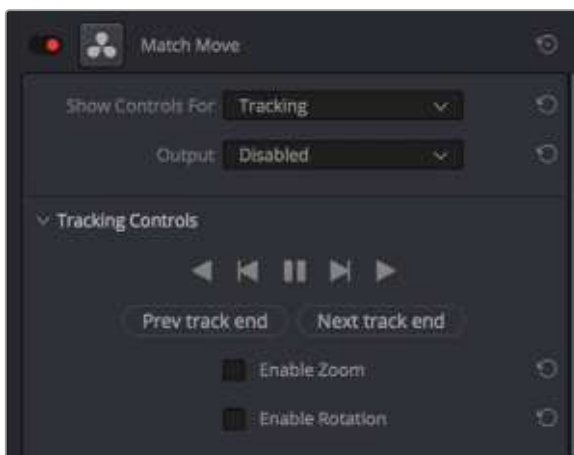 Match Move
Show Controls For Tracking
Output Disabled
Tracking Controls
Prev track end Next track end
Enable Zoom
Enable Rotation